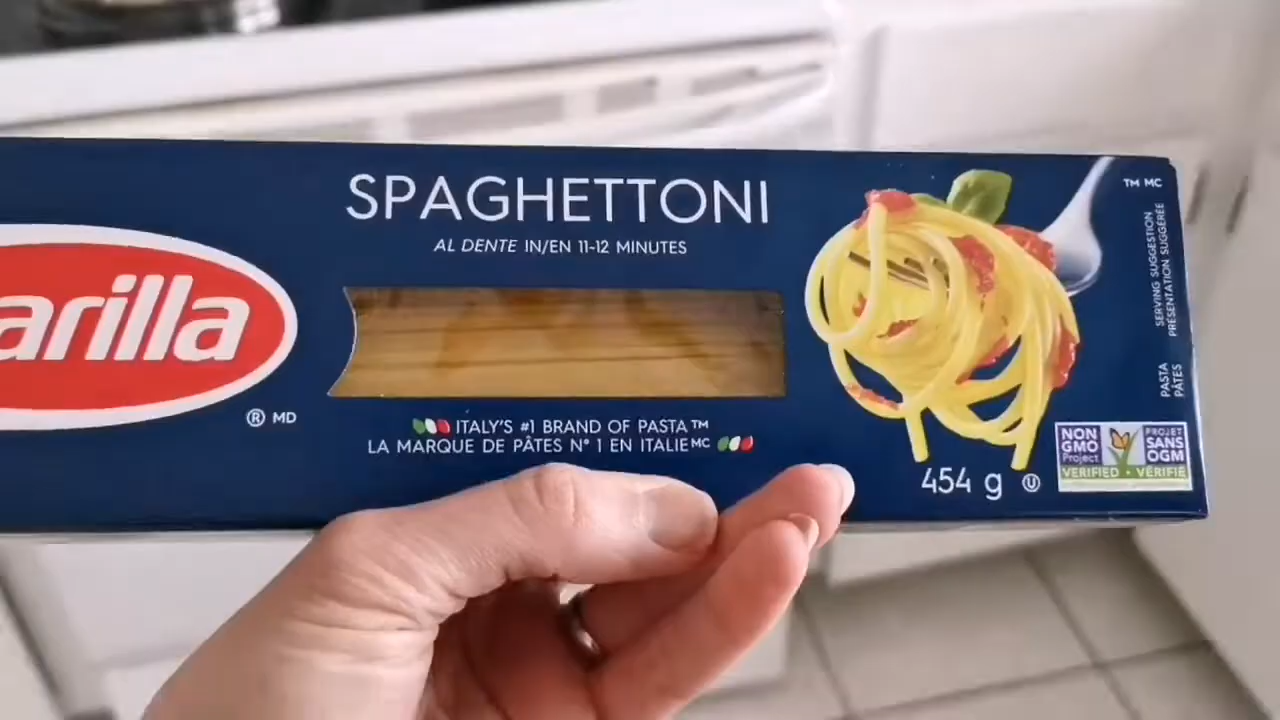 SPAGHETTONI
AL DENTE IN/EN 11-12 MINUTES
arilla
® MD
ITALY'S #1 BRAND OF PASTA™
LA MARQUE DE PÂTES N° 1 EN ITALIE MC
TM MC
SERVING SUGGESTION
PRÉSENTATION SUGGÉRÉE
PASTA
PÂTES
454 g Ⓤ
NON GMO Project
PROJET SANS OGM
VERIFIED • VÉRIFIÉ